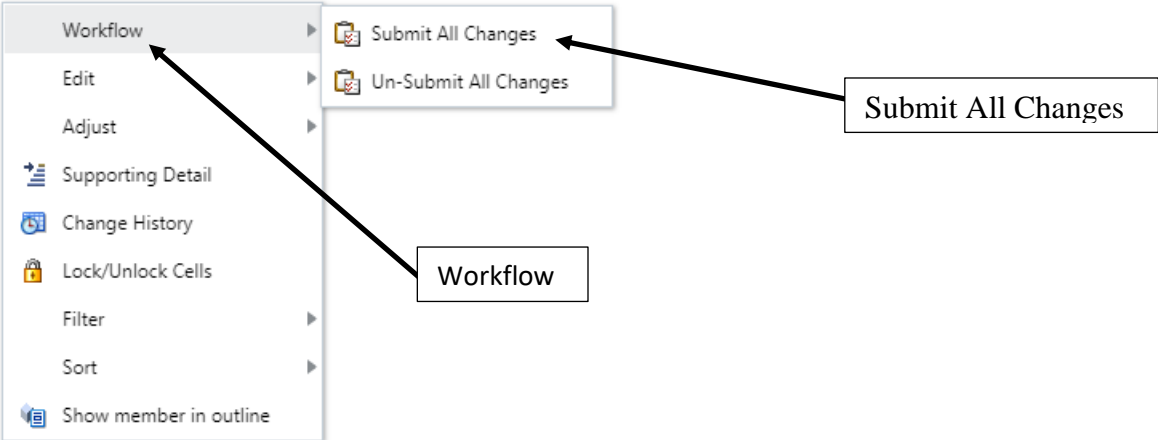 Workflow
Submit All Changes
Edit
Un-Submit All Changes
Adjust
Supporting Detail
Change History
Lock/Unlock Cells
Filter
Sort
Show member in outline
Submit All Changes
Workflow